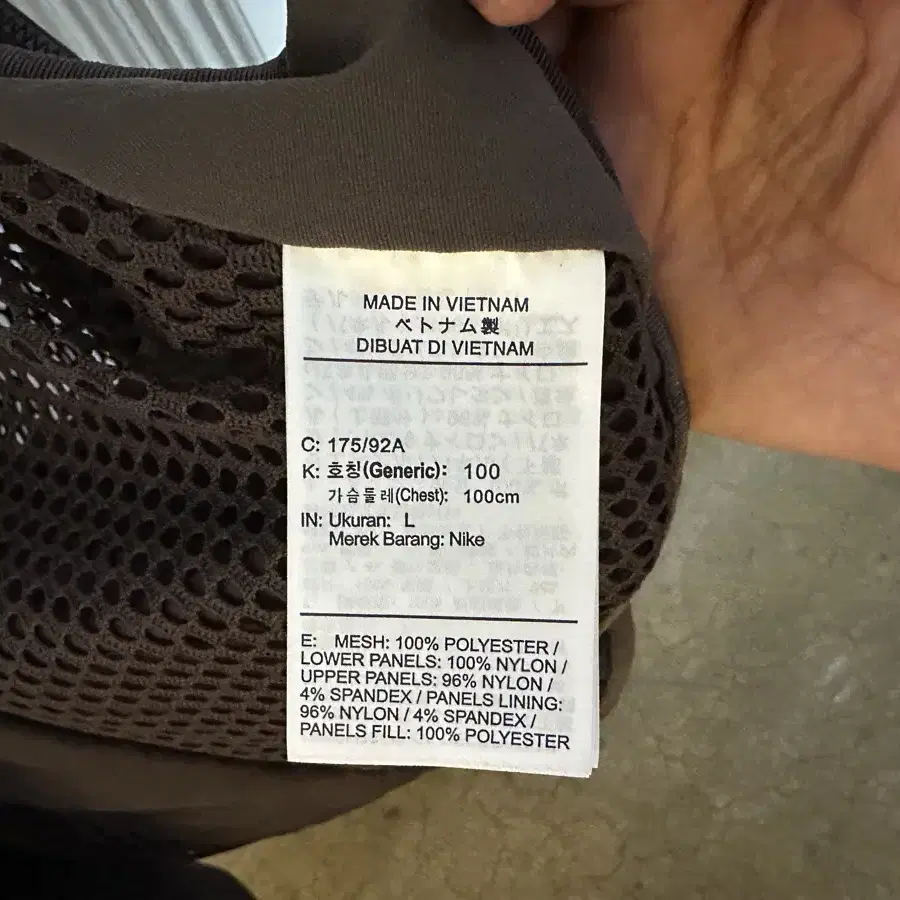 MADE IN VIETNAM
ベトナム製
DIBUAT DI VIETNAM
C: 175/92A
K: 호칭(Generic): 100
가슴둘레(Chest): 100cm
IN: Ukuran: L
Merek Barang: Nike
E: MESH: 100% POLYESTER /
LOWER PANELS: 100% NYLON /
UPPER PANELS: 96% NYLON /
4% SPANDEX / PANELS LINING:
96% NYLON / 4% SPANDEX /
PANELS FILL: 100% POLYESTER